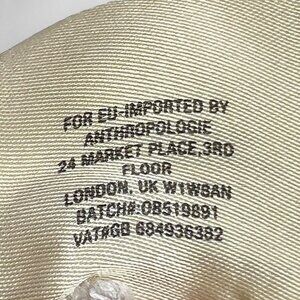 FOR EU-IMPORTED BY
ANTHROPOLOGIE
24 MARKET PLACE,3RD
FLOOR
LONDON, UK W1W8AN
BATCH#:OB519891
VAT#GB 684936382